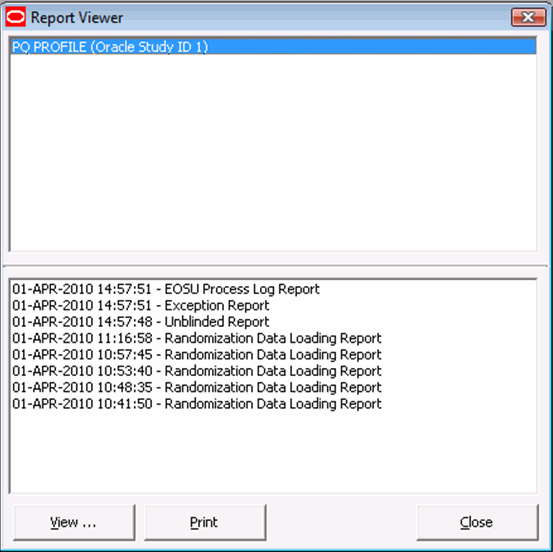 Report Viewer
PQ PROFILE (Oracle Study ID 1)
01-APR-2010 14:57:51 - EOSU Process Log Report
01-APR-2010 14:57:51 - Exception Report
01-APR-2010 14:57:48 - Unblinded Report
01-APR-2010 11:16:58 - Randomization Data Loading Report
01-APR-2010 10:57:45 - Randomization Data Loading Report
01-APR-2010 10:53:40 - Randomization Data Loading Report
01-APR-2010 10:48:35 - Randomization Data Loading Report
01-APR-2010 10:41:50 - Randomization Data Loading Report
View ... Print Close